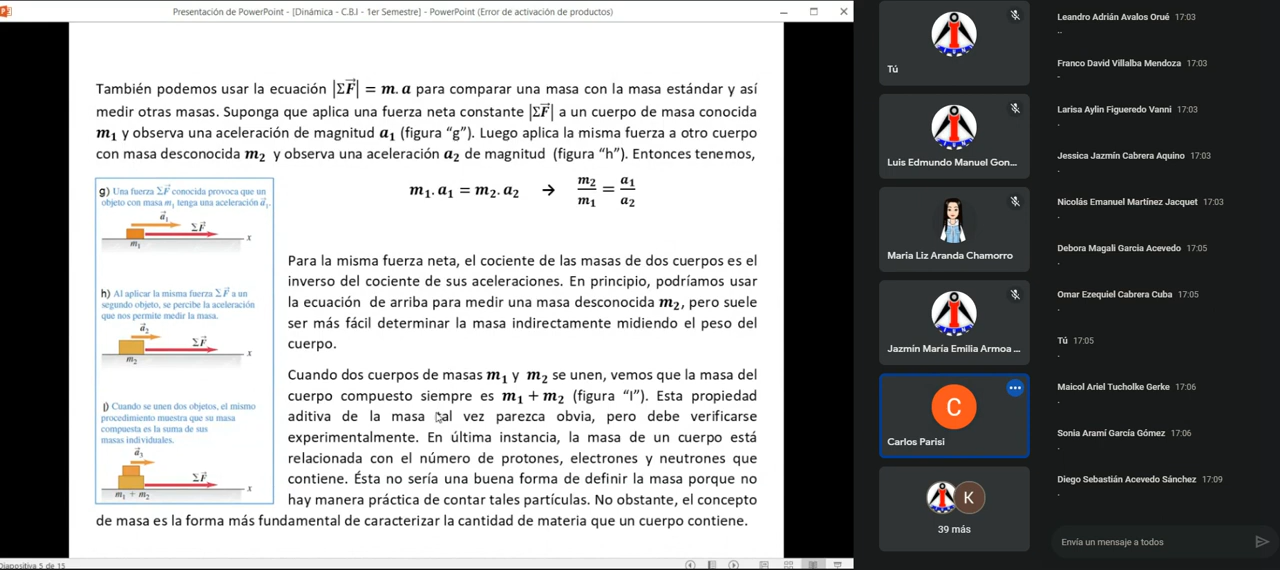 Presentación de PowerPoint - [Dinámica - C.B.I - 1er Semestre] - PowerPoint (Error de activación de productos)
También podemos usar la ecuación |ΣF⃗| = m. a para comparar una masa con la masa estándar y así
medir otras masas. Suponga que aplica una fuerza neta constante |ΣF⃗| a un cuerpo de masa conocida
m₁ y observa una aceleración de magnitud a₁ (figura “g”). Luego aplica la misma fuerza a otro cuerpo
con masa desconocida m₂ y observa una aceleración a₂ de magnitud (figura “h”). Entonces tenemos,
m₁. a₁ = m₂. a₂ → m₂/m₁ = a₁/a₂
g) Una fuerza ΣF⃗ conocida provoca que un
objeto con masa m₁ tenga una aceleración a⃗₁.
a⃗₁
ΣF⃗
x
m₁
h) Al aplicar la misma fuerza ΣF⃗ a un
segundo objeto, se percibe la aceleración
que nos permite medir la masa.
a⃗₂
ΣF⃗
x
m₂
Cuando se unen dos objetos, el mismo
procedimiento muestra que su masa
compuesta es la suma de sus
masas individuales.
a⃗₃
ΣF⃗
x
m₁ + m₂
Para la misma fuerza neta, el cociente de las masas de dos cuerpos es el
inverso del cociente de sus aceleraciones. En principio, podríamos usar
la ecuación de arriba para medir una masa desconocida m₂, pero suele
ser más fácil determinar la masa indirectamente midiendo el peso del
cuerpo.
Cuando dos cuerpos de masas m₁ y m₂ se unen, vemos que la masa del
cuerpo compuesto siempre es m₁ + m₂ (figura “I”). Esta propiedad
aditiva de la masa tal vez parezca obvia, pero debe verificarse
experimentalmente. En última instancia, la masa de un cuerpo está
relacionada con el número de protones, electrones y neutrones que
contiene. Ésta no sería una buena forma de definir la masa porque no
hay manera práctica de contar tales partículas. No obstante, el concepto
de masa es la forma más fundamental de caracterizar la cantidad de materia que un cuerpo contiene.
Diapositiva 5 de 15
Tú
Luis Edmundo Manuel Gon...
Maria Liz Aranda Chamorro
Jazmín María Emilia Armoa ...
C
Carlos Parisi
K
39 más
Leandro Adrián Avalos Orué 17:03
..
Franco David Villalba Mendoza 17:03
.
Larisa Aylin Figueredo Vanni 17:03
.
Jessica Jazmín Cabrera Aquino 17:03
.
Nicolás Emanuel Martínez Jacquet 17:03
.
Debora Magali Garcia Acevedo 17:05
.
Omar Ezequiel Cabrera Cuba 17:05
.
Tú 17:05
.
Maicol Ariel Tucholke Gerke 17:06
.
Sonia Aramí García Gómez 17:06
.
Diego Sebastián Acevedo Sánchez 17:09
.
Envía un mensaje a todos